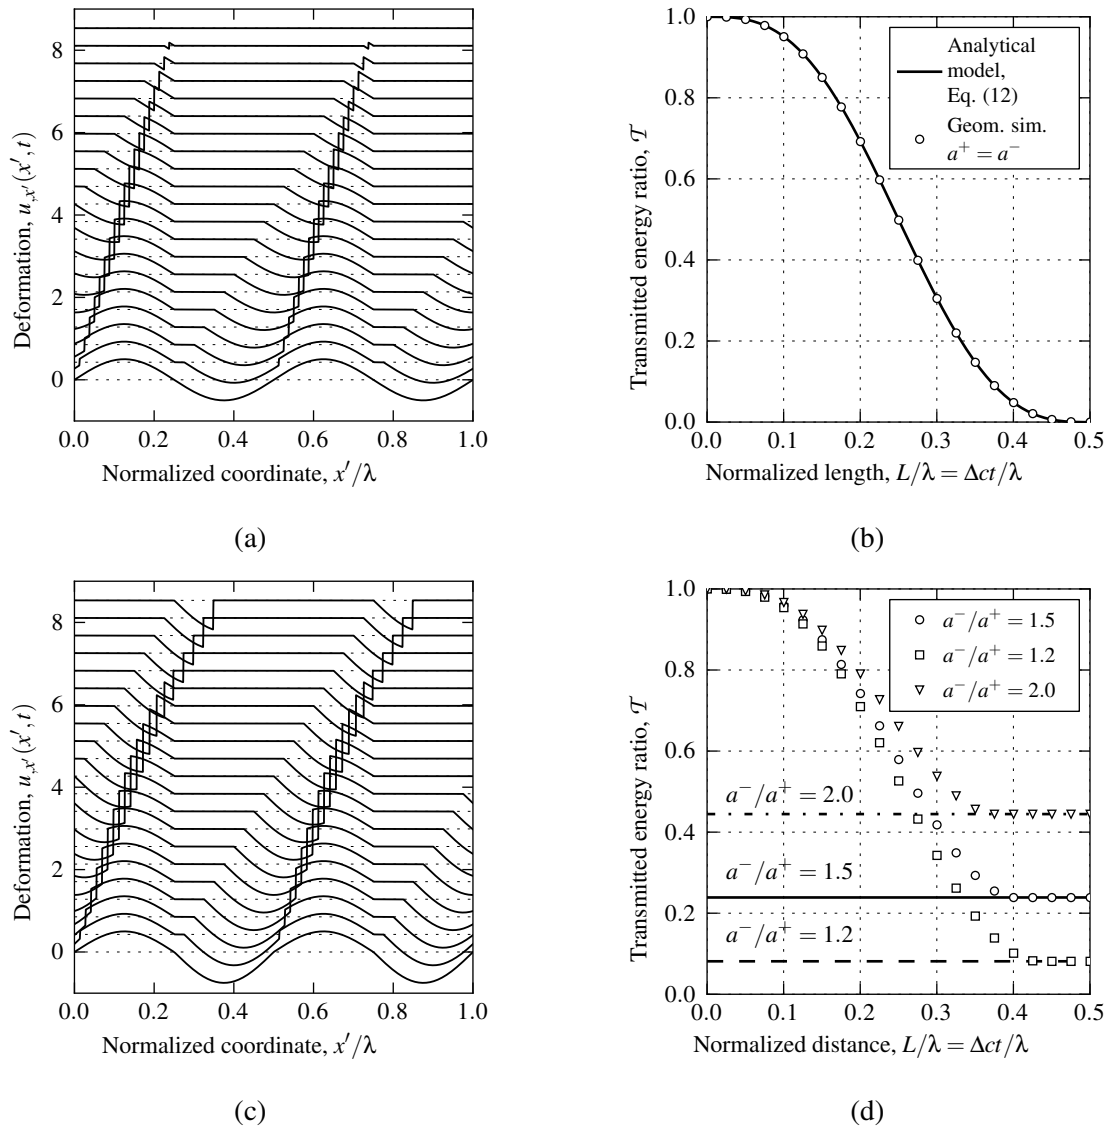 8
6
4
2
0
Deformation, u,x′(x′,t)
0.0 0.2 0.4 0.6 0.8 1.0
Normalized coordinate, x′/λ
(a)
1.0
0.8
0.6
0.4
0.2
0.0
Transmitted energy ratio, 𝒯
Analytical
model,
Eq. (12)
Geom. sim.
a⁺ = a⁻
0.0 0.1 0.2 0.3 0.4 0.5
Normalized length, L/λ = Δct/λ
(b)
8
6
4
2
0
Deformation, u,x′(x′,t)
0.0 0.2 0.4 0.6 0.8 1.0
Normalized coordinate, x′/λ
(c)
1.0
0.8
0.6
0.4
0.2
0.0
Transmitted energy ratio, 𝒯
a⁻/a⁺ = 1.5
a⁻/a⁺ = 1.2
a⁻/a⁺ = 2.0
a⁻/a⁺ = 2.0
a⁻/a⁺ = 1.5
a⁻/a⁺ = 1.2
0.0 0.1 0.2 0.3 0.4 0.5
Normalized distance, L/λ = Δct/λ
(d)